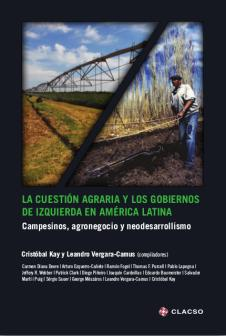 LA CUESTIÓN AGRARIA Y LOS GOBIERNOS
DE IZQUIERDA EN AMÉRICA LATINA
Campesinos, agronegocio y neodesarrollismo
Cristóbal Kay y Leandro Vergara-Camus (compiladores)
Carmen Diana Deere | Arturo Ezquerro-Cañete | Ramón Fogel | Thomas F. Purcell | Pablo Lapegna |
Jeffery R. Webber | Patrick Clark | Diego Piñeiro | Joaquín Cardeillac | Eduardo Baumeister | Salvador
Martí i Puig | Sérgio Sauer | George Mészáros | Leandro Vergara-Camus | Cristóbal Kay
CLACSO